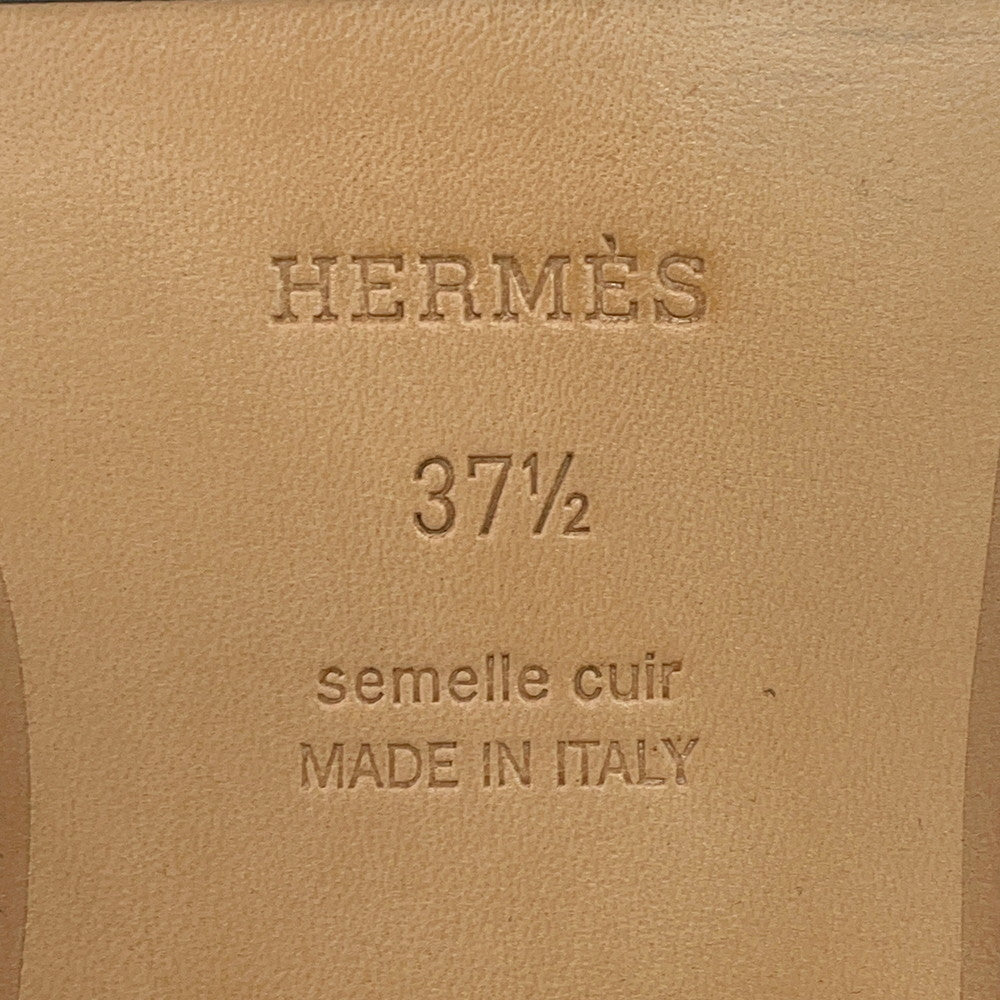 HERMÈS
37½
semelle cuir
MADE IN ITALY